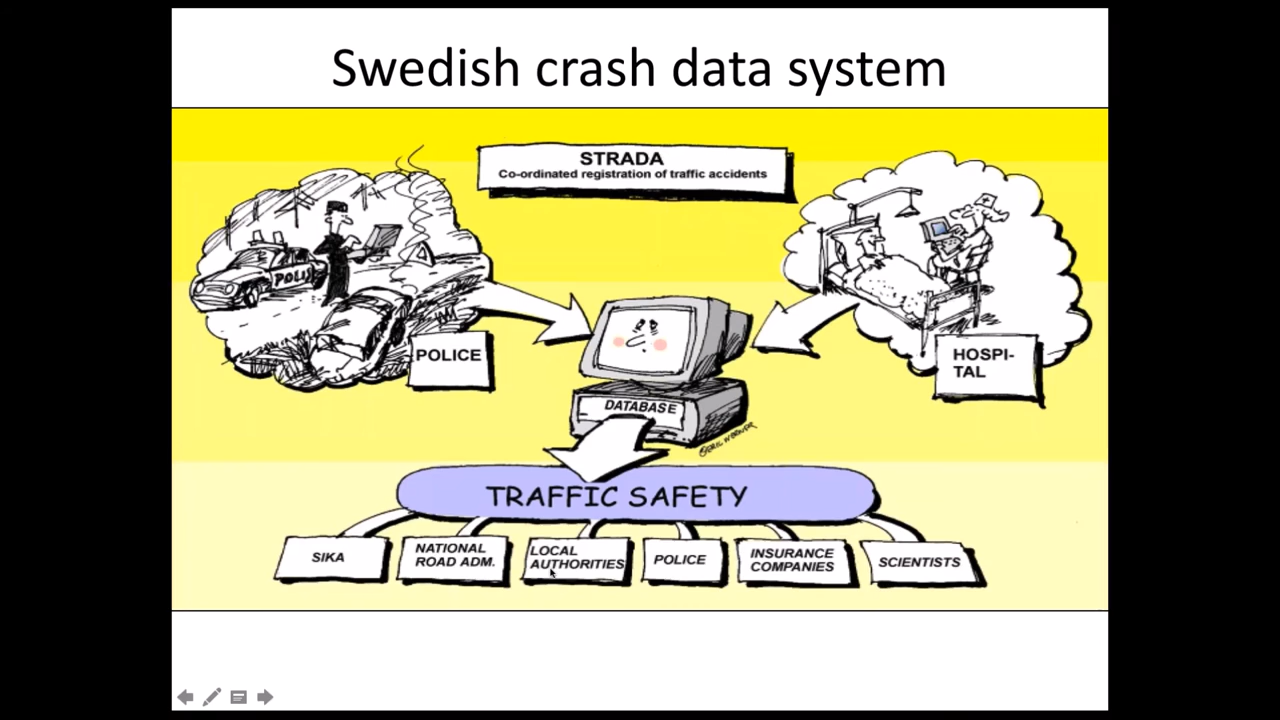 Swedish crash data system
STRADA
Co-ordinated registration of traffic accidents
POLIS
POLICE
HOSPI-
TAL
DATABASE
TRAFFIC SAFETY
SIKA
NATIONAL
ROAD ADM.
LOCAL
AUTHORITIES
POLICE
INSURANCE
COMPANIES
SCIENTISTS